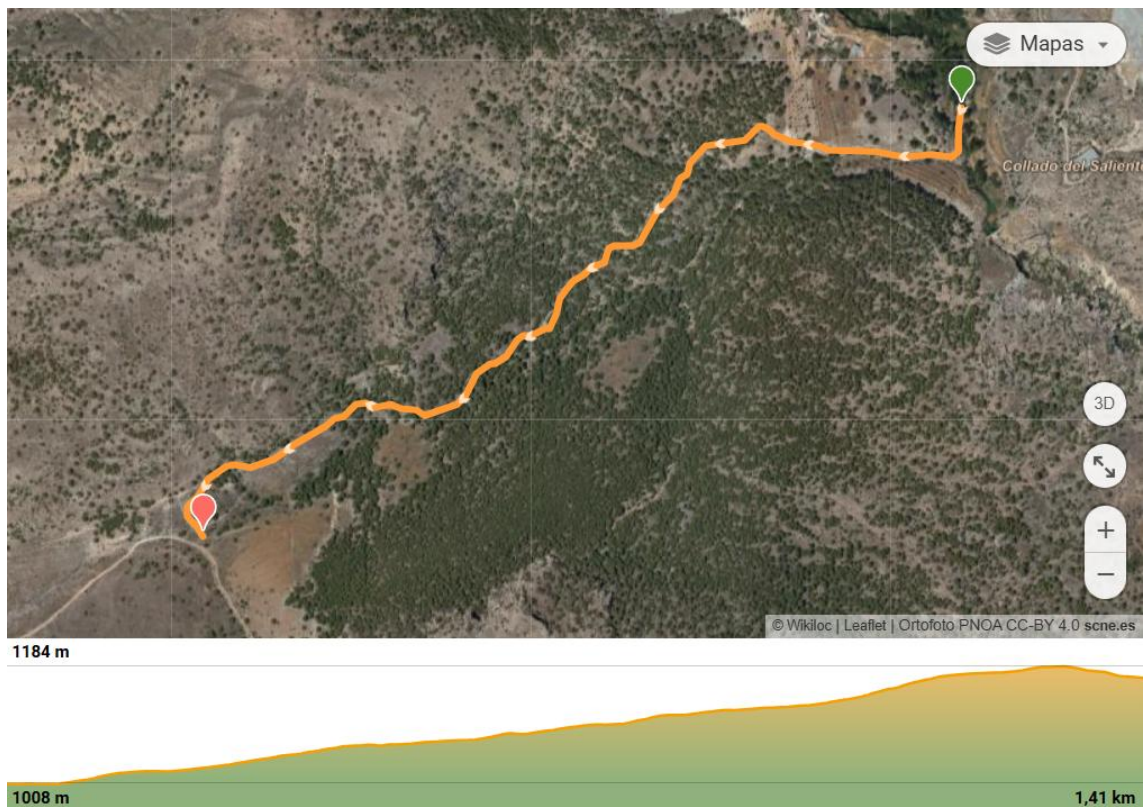 Mapas
Collado del Saliente
3D
+
−
© Wikiloc | Leaflet | Ortofoto PNOA CC-BY 4.0 scne.es
1184 m
1008 m
1,41 km